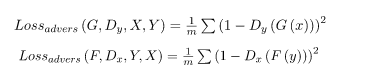 Loss_{advers} (G, D_y, X, Y) = \frac{1}{m} \sum (1 - D_y (G (x)))^2
Loss_{advers} (F, D_x, Y, X) = \frac{1}{m} \sum (1 - D_x (F (y)))^2